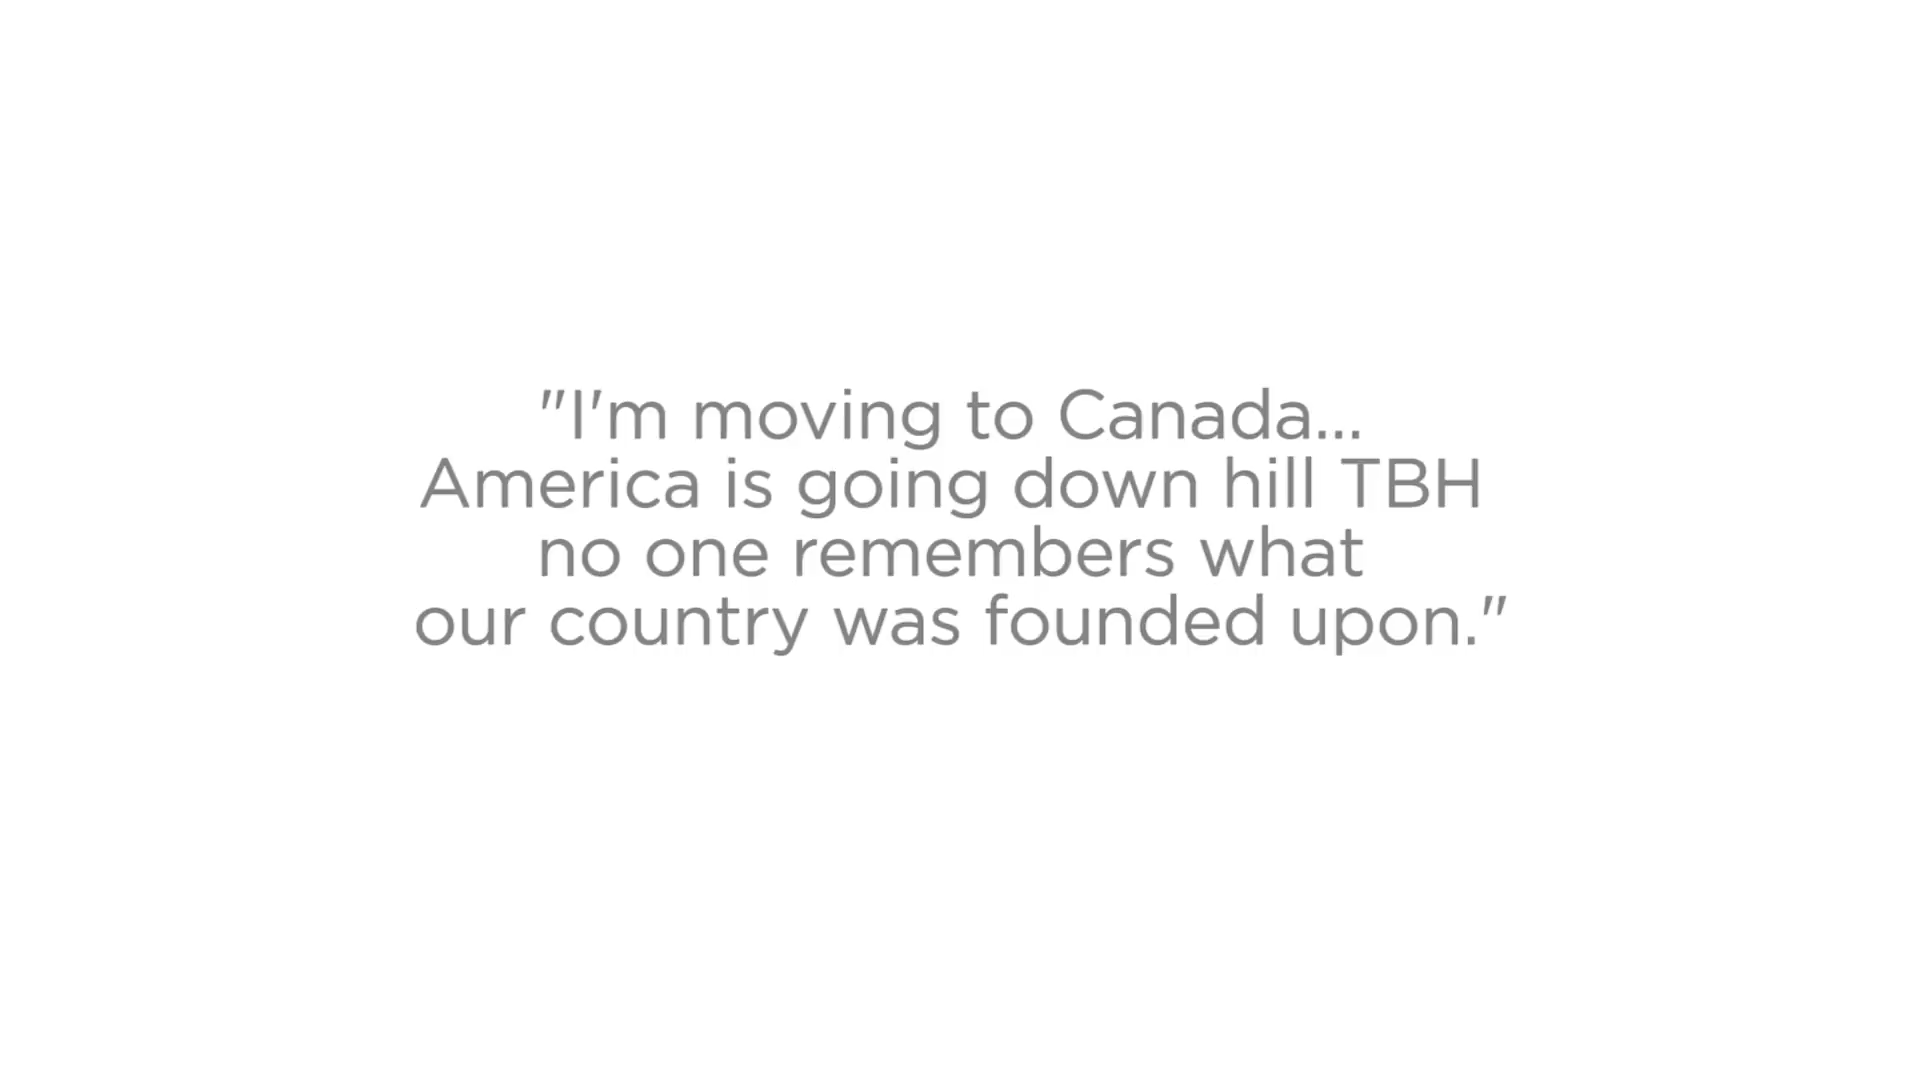 "I'm moving to Canada...
America is going down hill TBH
no one remembers what
our country was founded upon."